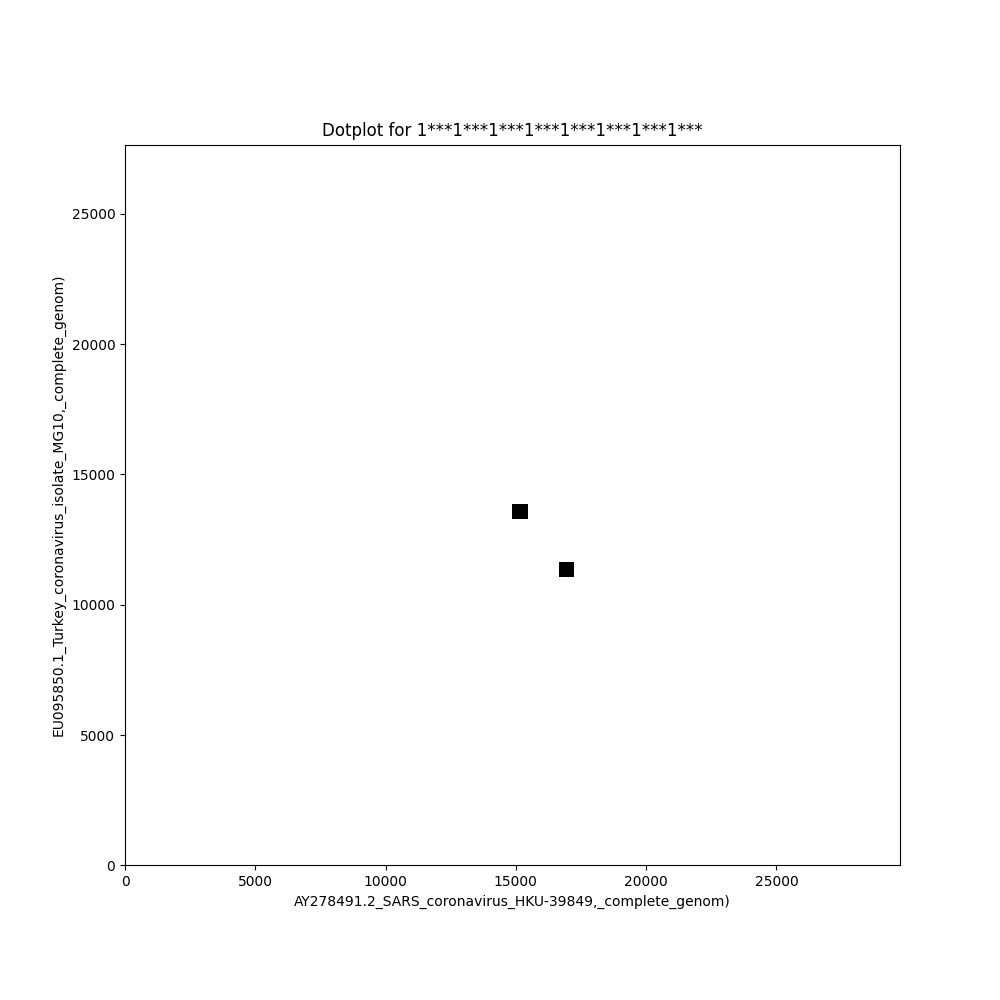 Dotplot for 1***1***1***1***1***1***1***1***
25000
20000
15000
10000
5000
0
EU095850.1_Turkey_coronavirus_isolate_MG10,_complete_genom)
0 5000 10000 15000 20000 25000
AY278491.2_SARS_coronavirus_HKU-39849,_complete_genom)